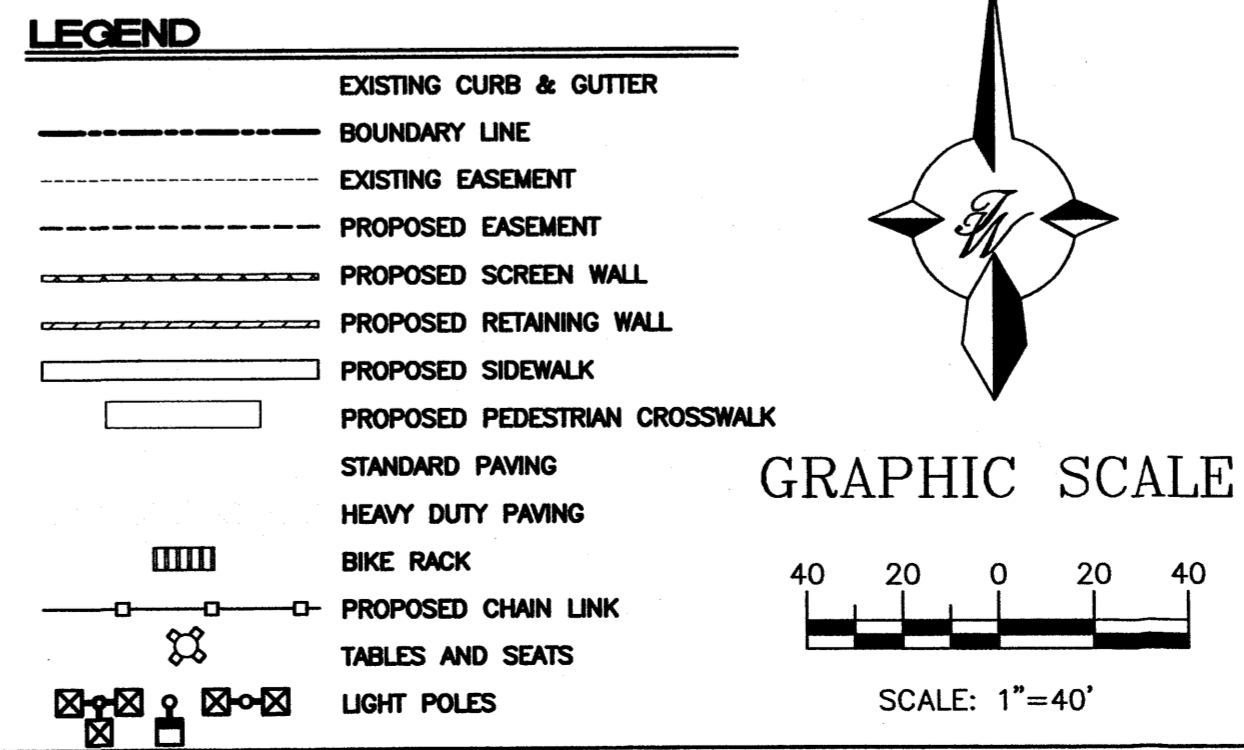 LEGEND
EXISTING CURB & GUTTER
BOUNDARY LINE
EXISTING EASEMENT
PROPOSED EASEMENT
PROPOSED SCREEN WALL
PROPOSED RETAINING WALL
PROPOSED SIDEWALK
PROPOSED PEDESTRIAN CROSSWALK
STANDARD PAVING
HEAVY DUTY PAVING
BIKE RACK
PROPOSED CHAIN LINK
TABLES AND SEATS
LIGHT POLES
GRAPHIC SCALE
40 20 0 20 40
SCALE: 1"=40'